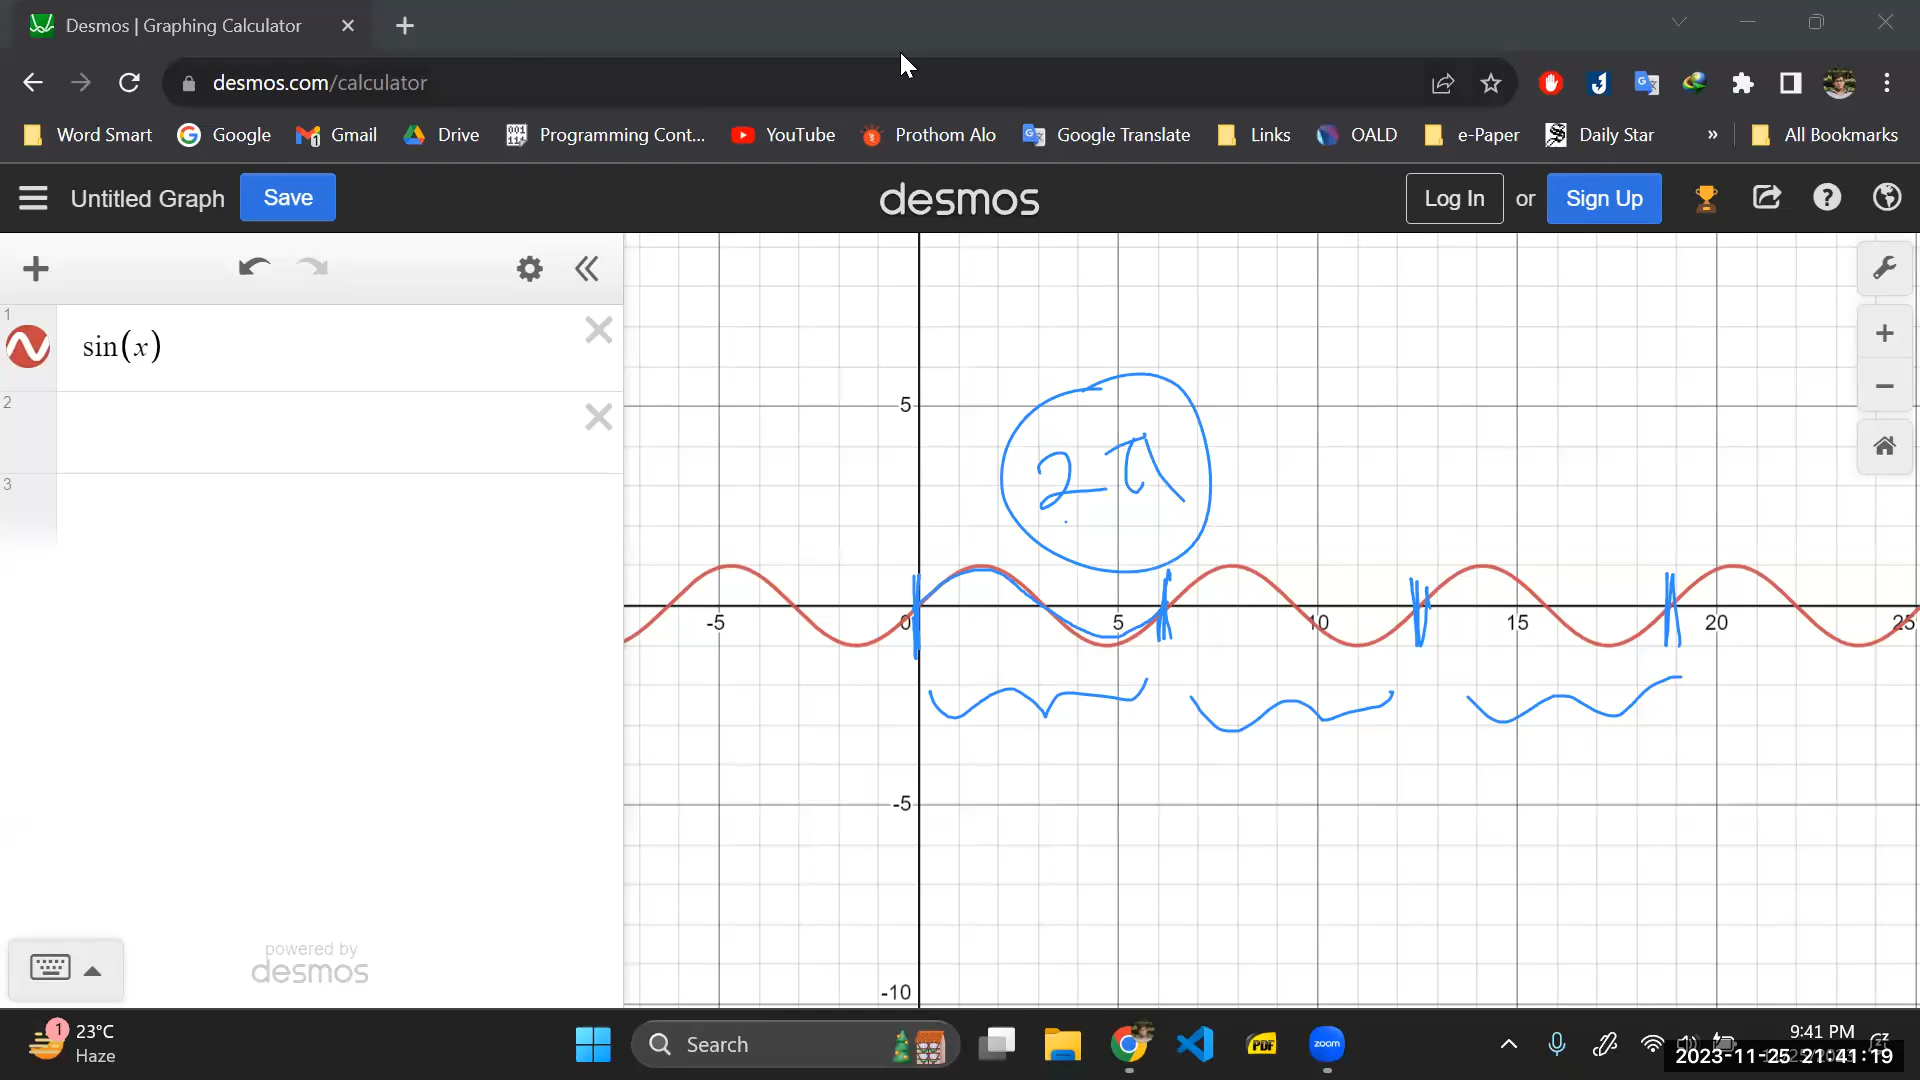 Desmos | Graphing Calculator
desmos.com/calculator
Word Smart Google Gmail Drive Programming Cont... YouTube Prothom Alo Google Translate Links OALD e-Paper Daily Star » All Bookmarks
Untitled Graph Save desmos Log In or Sign Up
1
sin(x)
2
3
5
2π
-5 0 5 10 15 20 25
-5
-10
powered by
desmos
1 23°C
Haze
Search
PDF
zoom
9:41 PM
2023-11-25 21:41:19